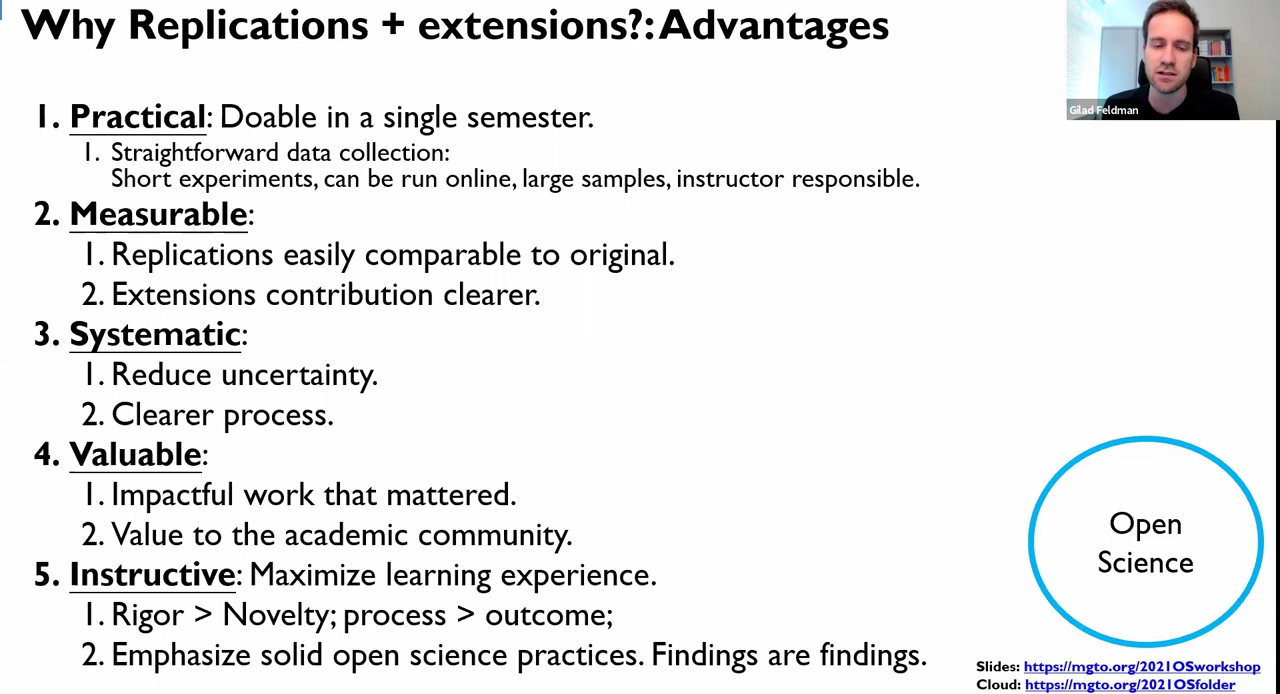 Why Replications + extensions?: Advantages
Gilad Feldman
1. Practical: Doable in a single semester.
1. Straightforward data collection:
Short experiments, can be run online, large samples, instructor responsible.
2. Measurable:
1. Replications easily comparable to original.
2. Extensions contribution clearer.
3. Systematic:
1. Reduce uncertainty.
2. Clearer process.
4. Valuable:
1. Impactful work that mattered.
2. Value to the academic community.
5. Instructive: Maximize learning experience.
1. Rigor > Novelty; process > outcome;
2. Emphasize solid open science practices. Findings are findings.
Open
Science
Slides: https://mgto.org/2021OSworkshop
Cloud: https://mgto.org/2021OSfolder